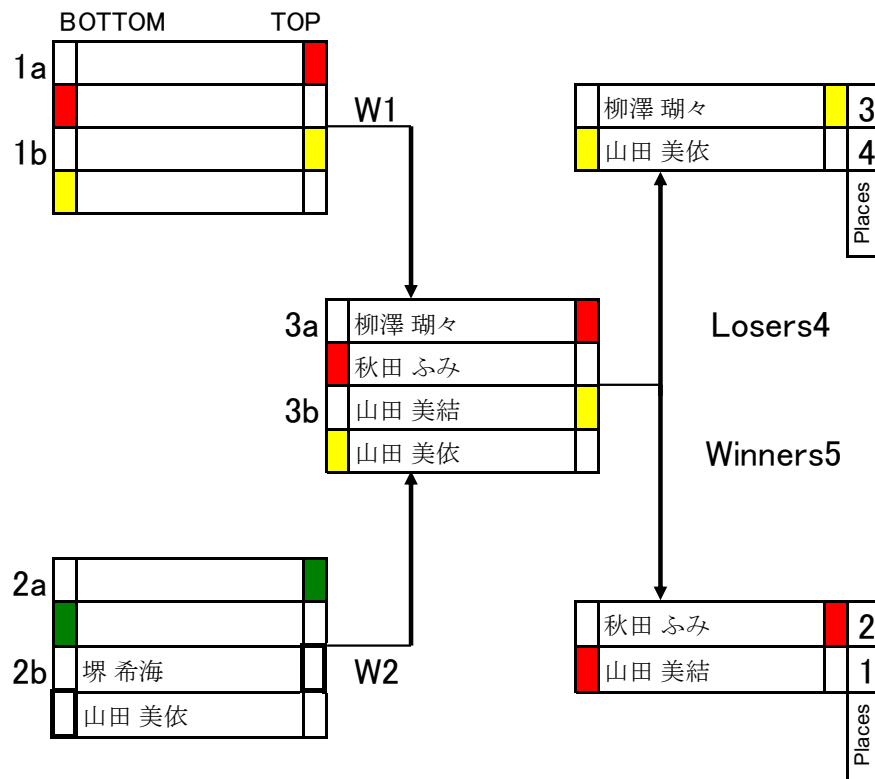 BOTTOM TOP
1a
W1
1b
柳澤 瑚々 3
山田 美依 4
Places
3a 柳澤 瑚々
秋田 ふみ
3b 山田 美結
山田 美依
Losers4
Winners5
2a
2b 堺 希海
山田 美依
W2
秋田 ふみ 2
山田 美結 1
Places